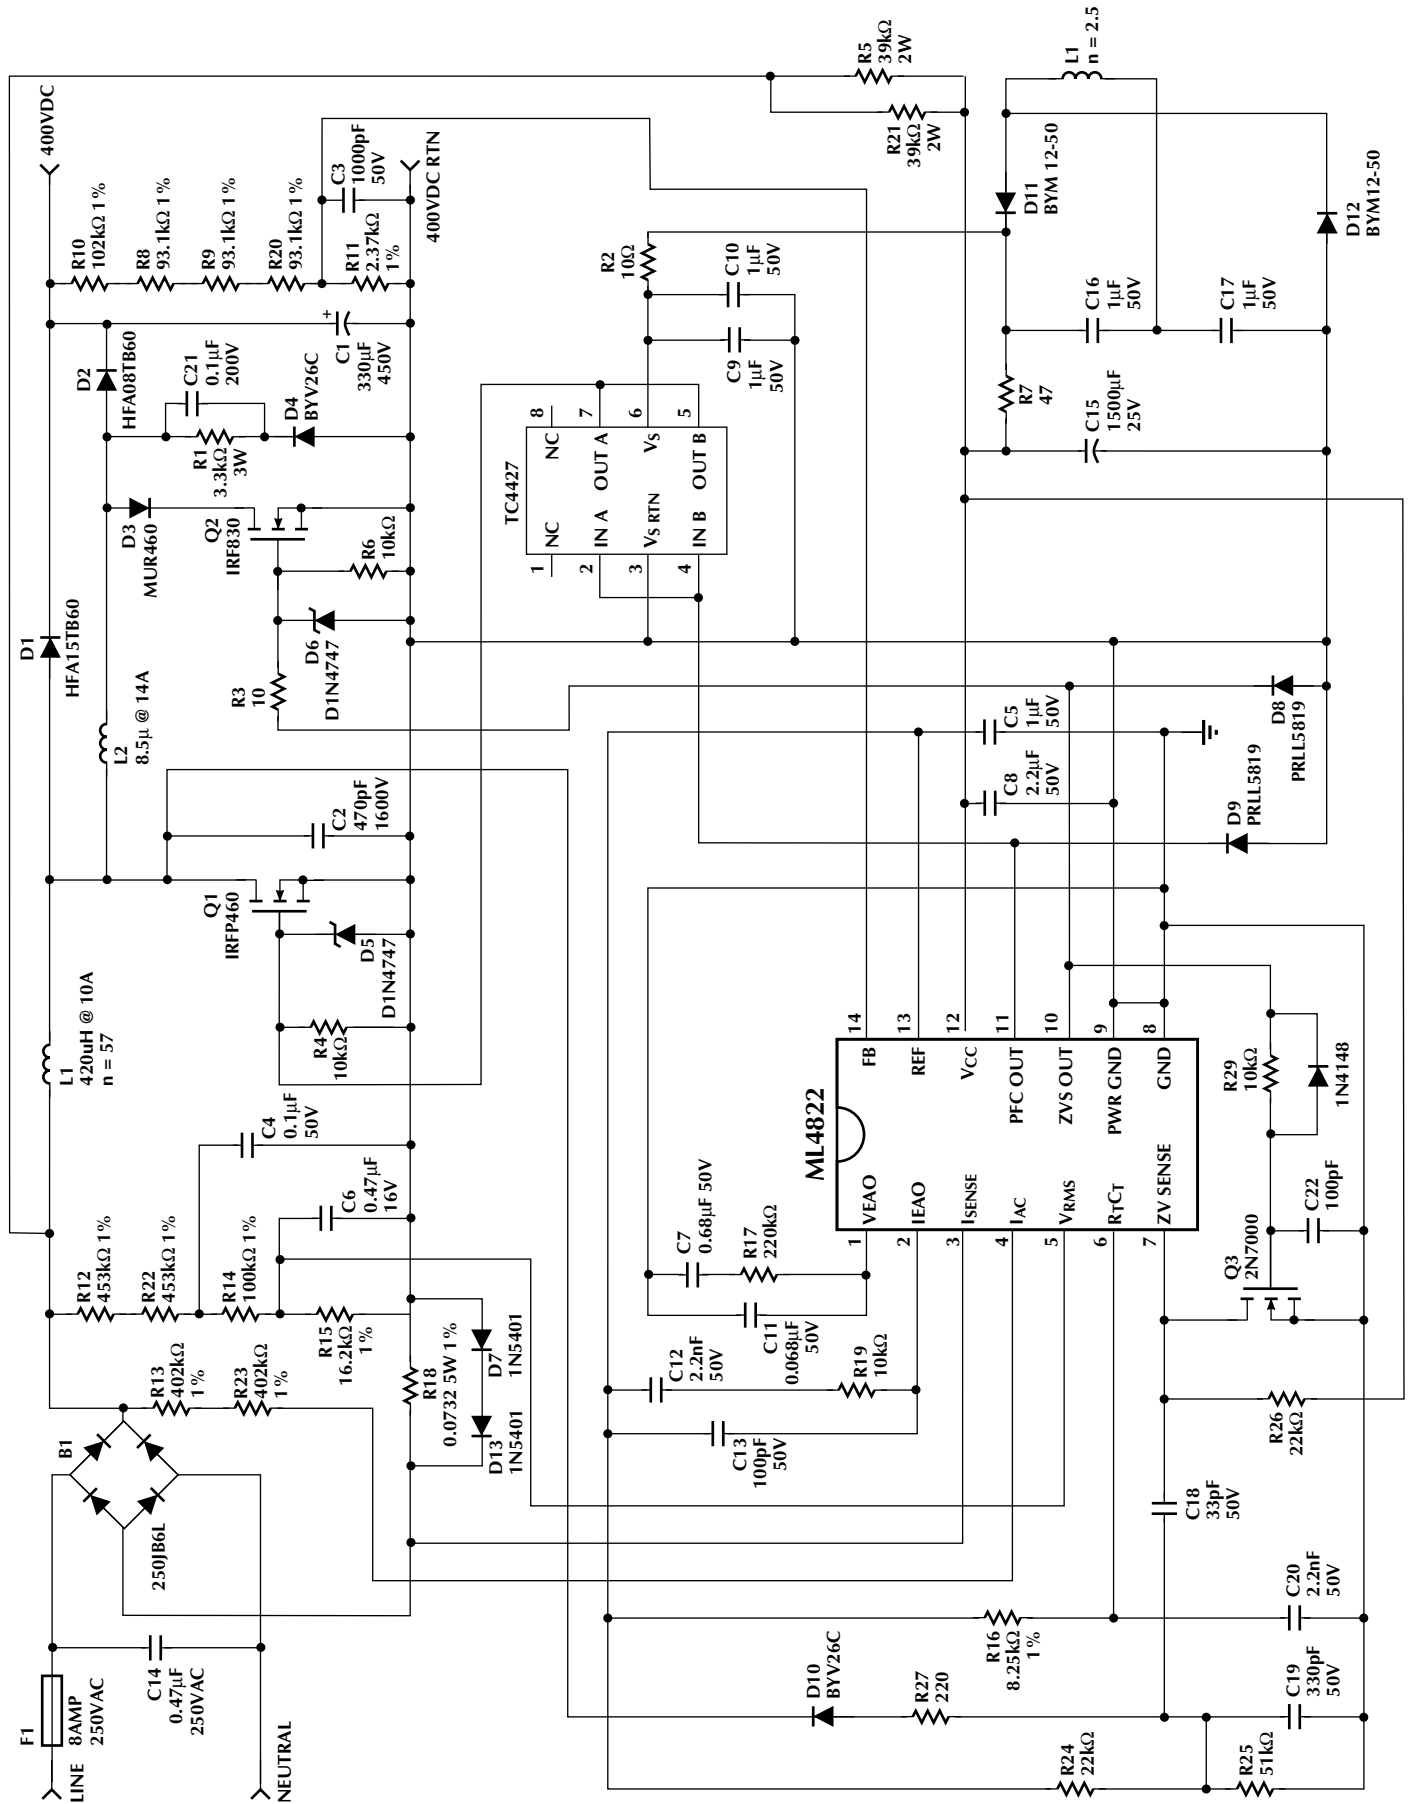 F1
8AMP
250VAC
LINE
NEUTRAL
C14
0.47µF
250VAC
B1
250JB6L
R13
402kΩ
1%
R23
402kΩ
1%
R12
453kΩ 1%
R22
453kΩ 1%
R14
100kΩ 1%
R15
16.2kΩ
1%
R18
0.0732 5W 1%
D13
1N5401
D7
1N5401
C4
0.1µF
50V
C6
0.47µF
16V
L1
420uH @ 10A
n = 57
R4
10kΩ
D5
D1N4747
Q1
IRFP460
C2
470pF
1600V
L2
8.5µ @ 14A
D1
HFA15TB60
R3
10
D6
D1N4747
R6
10kΩ
Q2
IRF830
D3
MUR460
R1
3.3kΩ
3W
C21
0.1µF
200V
D4
BYV26C
D2
HFA08TB60
C1
330µF
450V
+
R10
102kΩ 1%
R8
93.1kΩ 1%
R9
93.1kΩ 1%
R20
93.1kΩ 1%
R11
2.37kΩ
1%
C3
1000pF
50V
400VDC
400VDC RTN
TC4427
1
NC
2
IN A
3
VS RTN
4
IN B
8
NC
7
OUT A
6
VS
5
OUT B
R2
10Ω
C9
1µF
50V
C10
1µF
50V
R21
39kΩ
2W
R5
39kΩ
2W
L1
n = 2.5
D11
BYM 12-50
D12
BYM12-50
R7
47
C15
1500µF
25V
C16
1µF
50V
C17
1µF
50V
C5
1µF
50V
C8
2.2µF
50V
D8
PRLL5819
D9
PRLL5819
ML4822
1
VEAO
2
IEAO
3
ISENSE
4
IAC
5
VRMS
6
RTCT
7
ZV SENSE
14
FB
13
REF
12
VCC
11
PFC OUT
10
ZVS OUT
9
PWR GND
8
GND
C7
0.68µF 50V
R17
220kΩ
C11
0.068µF
50V
C12
2.2nF
50V
R19
10kΩ
C13
100pF
50V
R29
10kΩ
1N4148
Q3
2N7000
C22
100pF
R26
22kΩ
C18
33pF
50V
R16
8.25kΩ
1%
C20
2.2nF
50V
D10
BYV26C
R27
220
C19
330pF
50V
R24
22kΩ
R25
51kΩ